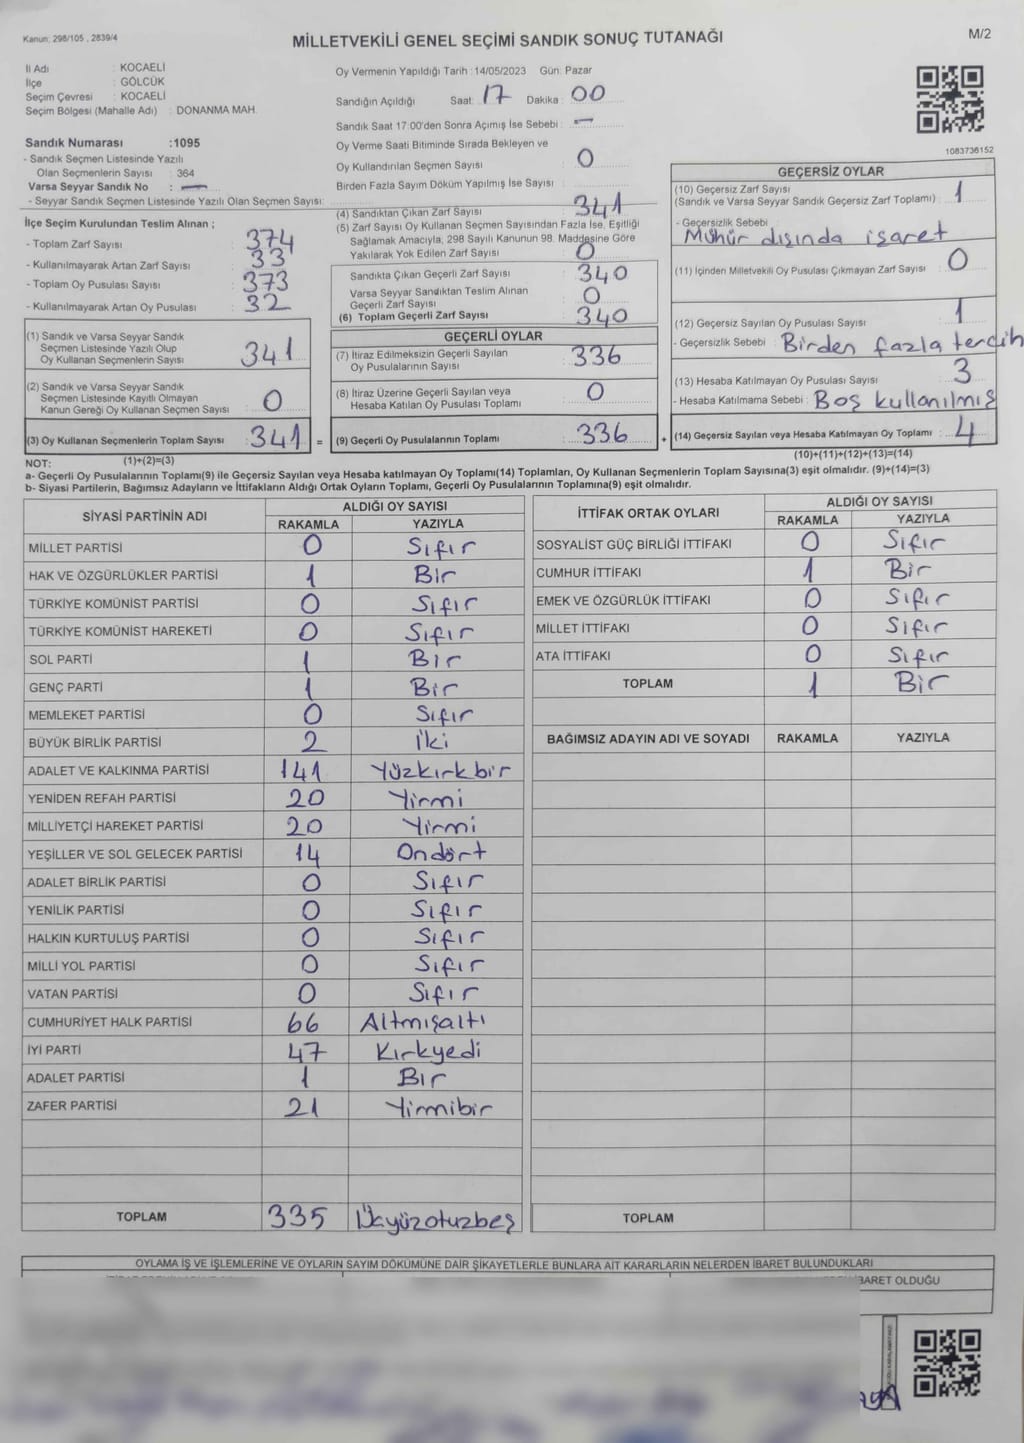 Kanun: 298/105 , 2839/4
MİLLETVEKİLİ GENEL SEÇİMİ SANDIK SONUÇ TUTANAĞI
M/2
İl Adı : KOCAELİ
İlçe : GÖLCÜK
Seçim Çevresi : KOCAELİ
Seçim Bölgesi (Mahalle Adı) : DONANMA MAH.
Sandık Numarası :1095
- Sandık Seçmen Listesinde Yazılı
Olan Seçmenlerin Sayısı : 364
Varsa Seyyar Sandık No : —
- Seyyar Sandık Seçmen Listesinde Yazılı Olan Seçmen Sayısı:
İlçe Seçim Kurulundan Teslim Alınan ;
- Toplam Zarf Sayısı : 374
- Kullanılmayarak Artan Zarf Sayısı : 33
- Toplam Oy Pusulası Sayısı : 373
- Kullanılmayarak Artan Oy Pusulası : 32
(1) Sandık ve Varsa Seyyar Sandık
Seçmen Listesinde Yazılı Olup
Oy Kullanan Seçmenlerin Sayısı : 341
(2) Sandık ve Varsa Seyyar Sandık
Seçmen Listesinde Kayıtlı Olmayan
Kanun Gereği Oy Kullanan Seçmen Sayısı : 0
(3) Oy Kullanan Seçmenlerin Toplam Sayısı : 341 =
Oy Vermenin Yapıldığı Tarih :14/05/2023 Gün: Pazar
Sandığın Açıldığı Saat: 17 Dakika : 00
Sandık Saat 17:00'den Sonra Açımış İse Sebebi : —
Oy Verme Saati Bitiminde Sırada Bekleyen ve
Oy Kullandırılan Seçmen Sayısı : 0
Birden Fazla Sayım Döküm Yapılmış İse Sayısı :
(4) Sandıktan Çıkan Zarf Sayısı : 341
(5) Zarf Sayısı Oy Kullanan Seçmen Sayısından Fazla İse, Eşitliği
Sağlamak Amacıyla, 298 Sayılı Kanunun 98. Maddesine Göre
Yakılarak Yok Edilen Zarf Sayısı : 0
Sandıkta Çıkan Geçerli Zarf Sayısı : 340
Varsa Seyyar Sandıktan Teslim Alınan
Geçerli Zarf Sayısı : 0
(6) Toplam Geçerli Zarf Sayısı : 340
GEÇERLİ OYLAR
(7) İtiraz Edilmeksizin Geçerli Sayılan
Oy Pusulasının Sayısı : 336
(8) İtiraz Üzerine Geçerli Sayılan veya
Hesaba Katılan Oy Pusulası Toplamı : 0
(9) Geçerli Oy Pusulalarının Toplamı : 336 +
1083736152
GEÇERSİZ OYLAR
(10) Geçersiz Zarf Sayısı
(Sandık ve Varsa Seyyar Sandık Geçersiz Zarf Toplamı) : 1
- Geçersizlik Sebebi :
Mühür dışında işaret
(11) İçinden Milletvekili Oy Pusulası Çıkmayan Zarf Sayısı : 0
(12) Geçersiz Sayılan Oy Pusulası Sayısı : 1
- Geçersizlik Sebebi : Birden fazla tercih
(13) Hesaba Katılmayan Oy Pusulası Sayısı : 3
- Hesaba Katılmama Sebebi : Boş kullanılmış
(14) Geçersiz Sayılan veya Hesaba Katılmayan Oy Toplamı : 4
NOT: (1)+(2)=(3)
(10)+(11)+(12)+(13)=(14)
a- Geçerli Oy Pusulalarının Toplamı(9) ile Geçersiz Sayılan veya Hesaba katılmayan Oy Toplamı(14) Toplamları, Oy Kullanan Seçmenlerin Toplam Sayısına(3) eşit olmalıdır. (9)+(14)=(3)
b- Siyasi Partilerin, Bağımsız Adayların ve İttifakların Aldığı Ortak Oyların Toplamı, Geçerli Oy Pusulalarının Toplamına(9) eşit olmalıdır.
SİYASİ PARTİNİN ADI ALDIĞI OY SAYISI
RAKAMLA YAZIYLA
MİLLET PARTİSİ 0 Sıfır
HAK VE ÖZGÜRLÜKLER PARTİSİ 1 Bir
TÜRKİYE KOMÜNİST PARTİSİ 0 Sıfır
TÜRKİYE KOMÜNİST HAREKETİ 0 Sıfır
SOL PARTİ 1 Bir
GENÇ PARTİ 1 Bir
MEMLEKET PARTİSİ 0 Sıfır
BÜYÜK BİRLİK PARTİSİ 2 İki
ADALET VE KALKINMA PARTİSİ 141 Yüzkırkbir
YENİDEN REFAH PARTİSİ 20 Yirmi
MİLLİYETÇİ HAREKET PARTİSİ 20 Yirmi
YEŞİLLER VE SOL GELECEK PARTİSİ 14 Ondört
ADALET BİRLİK PARTİSİ 0 Sıfır
YENİLİK PARTİSİ 0 Sıfır
HALKIN KURTULUŞ PARTİSİ 0 Sıfır
MİLLİ YOL PARTİSİ 0 Sıfır
VATAN PARTİSİ 0 Sıfır
CUMHURİYET HALK PARTİSİ 66 Altmışaltı
İYİ PARTİ 47 Kırkyedi
ADALET PARTİSİ 1 Bir
ZAFER PARTİSİ 21 Yirmibir
TOPLAM 335 Üçyüzotuzbeş
İTTİFAK ORTAK OYLARI ALDIĞI OY SAYISI
RAKAMLA YAZIYLA
SOSYALİST GÜÇ BİRLİĞİ İTTİFAKI 0 Sıfır
CUMHUR İTTİFAKI 1 Bir
EMEK VE ÖZGÜRLÜK İTTİFAKI 0 Sıfır
MİLLET İTTİFAKI 0 Sıfır
ATA İTTİFAKI 0 Sıfır
TOPLAM 1 Bir
BAĞIMSIZ ADAYIN ADI VE SOYADI RAKAMLA YAZIYLA
TOPLAM
OYLAMA İŞ VE İŞLEMLERİNE VE OYLARIN SAYIM DÖKÜMÜNE DAİR ŞİKAYETLERLE BUNLARA AİT KARARLARIN NELERDEN İBARET BULUNDUKLARI
İBARET OLDUĞU